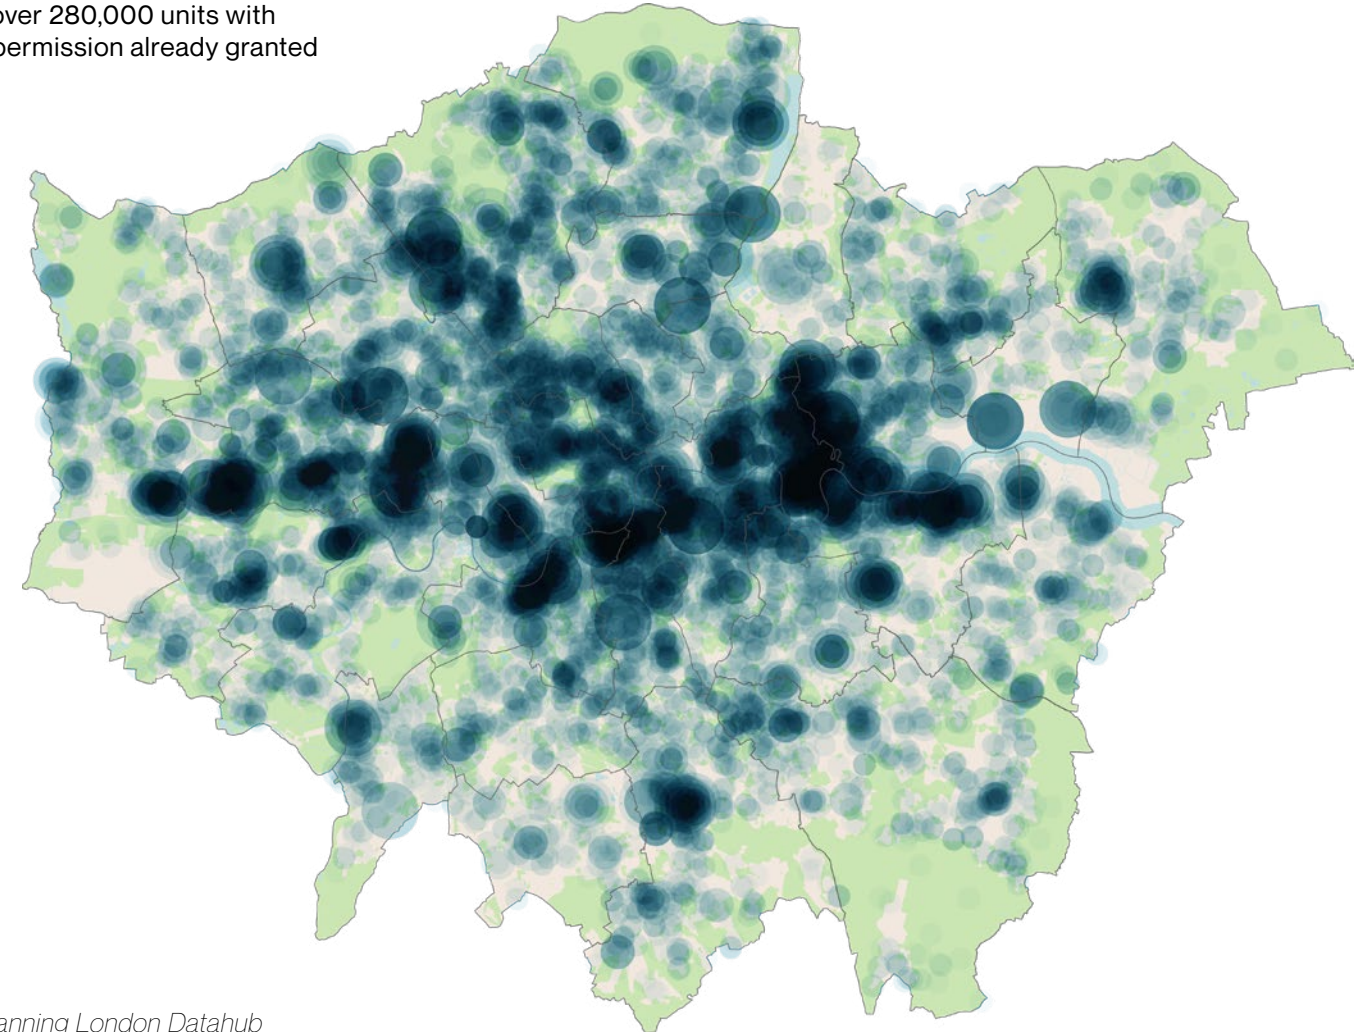 over 280,000 units with
permission already granted
anning London Datahub